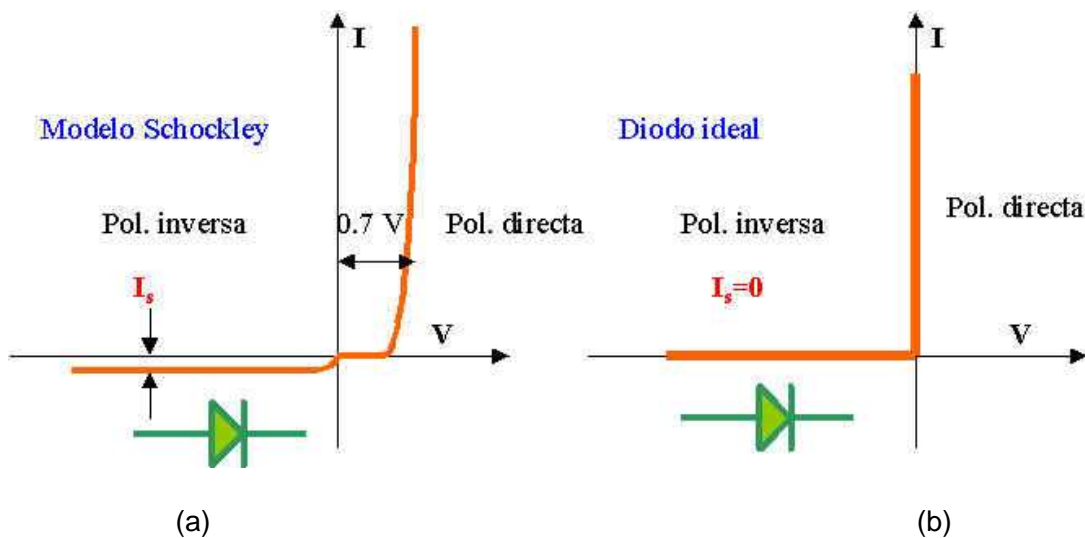 I
Modelo Schockley
Pol. inversa
0.7 V
Pol. directa
Is
V
(a)
I
Diodo ideal
Pol. inversa
Pol. directa
Is=0
V
(b)